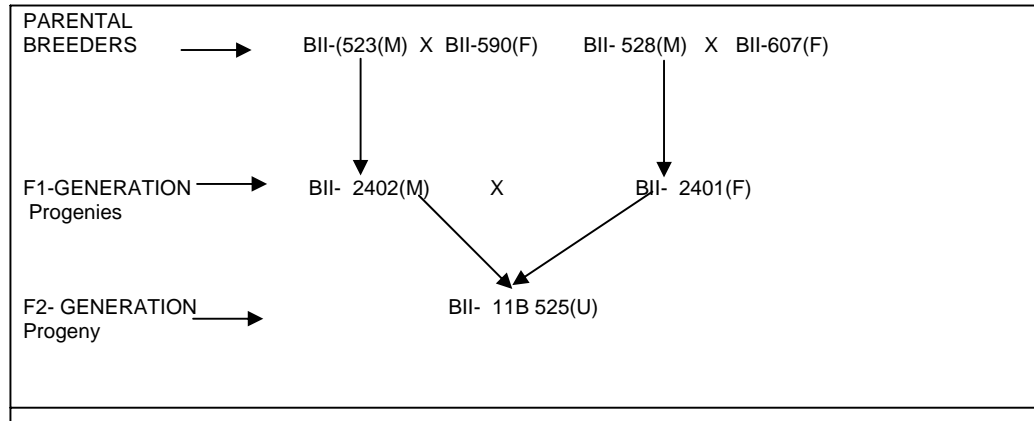 PARENTAL
BREEDERS
BII-(523(M) X BII-590(F) BII- 528(M) X BII-607(F)
F1-GENERATION
Progenies
BII- 2402(M) X BII- 2401(F)
F2- GENERATION
Progeny
BII- 11B 525(U)